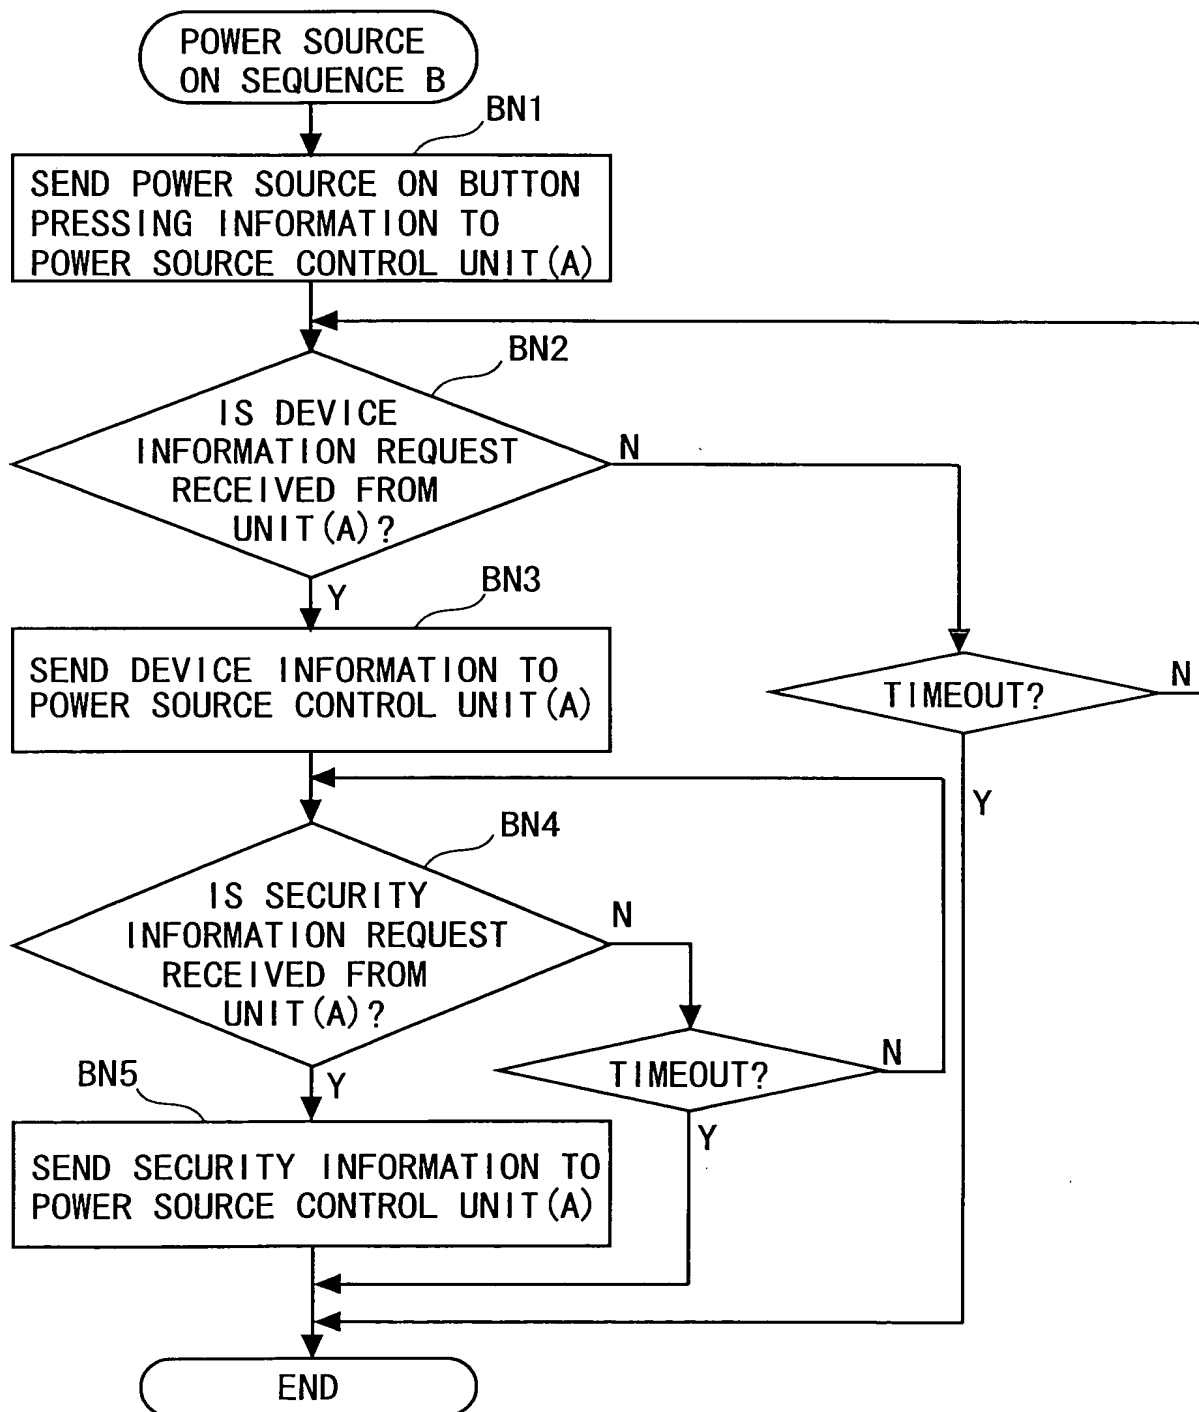 POWER SOURCE
ON SEQUENCE B
BN1
SEND POWER SOURCE ON BUTTON
PRESSING INFORMATION TO
POWER SOURCE CONTROL UNIT(A)
BN2
IS DEVICE
INFORMATION REQUEST
RECEIVED FROM
UNIT(A)?
N
Y
BN3
SEND DEVICE INFORMATION TO
POWER SOURCE CONTROL UNIT(A)
TIMEOUT?
N
Y
BN4
IS SECURITY
INFORMATION REQUEST
RECEIVED FROM
UNIT(A)?
N
Y
TIMEOUT?
N
Y
BN5
SEND SECURITY INFORMATION TO
POWER SOURCE CONTROL UNIT(A)
END